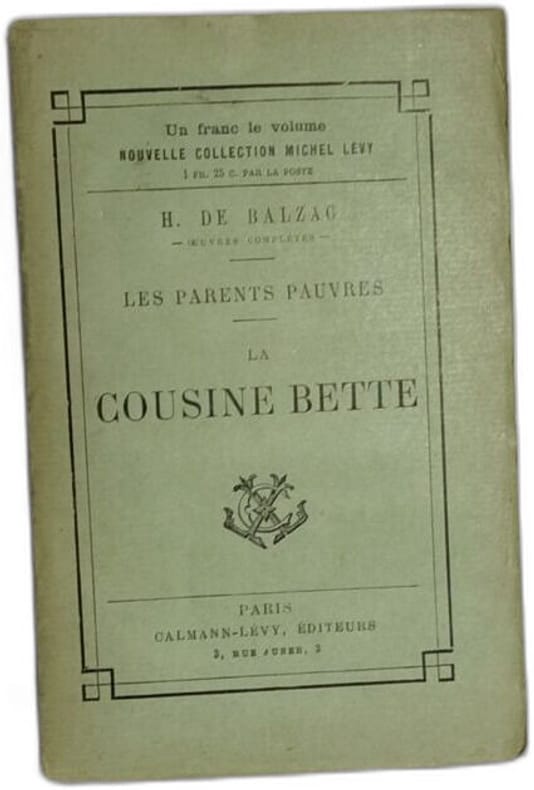 Un franc le volume
NOUVELLE COLLECTION MICHEL LÉVY
1 FR. 25 C. PAR LA POSTE
H. DE BALZAC
— ŒUVRES COMPLÈTES —
LES PARENTS PAUVRES
LA
COUSINE BETTE
PARIS
CALMANN-LÉVY, ÉDITEURS
3, RUE AUBER, 3